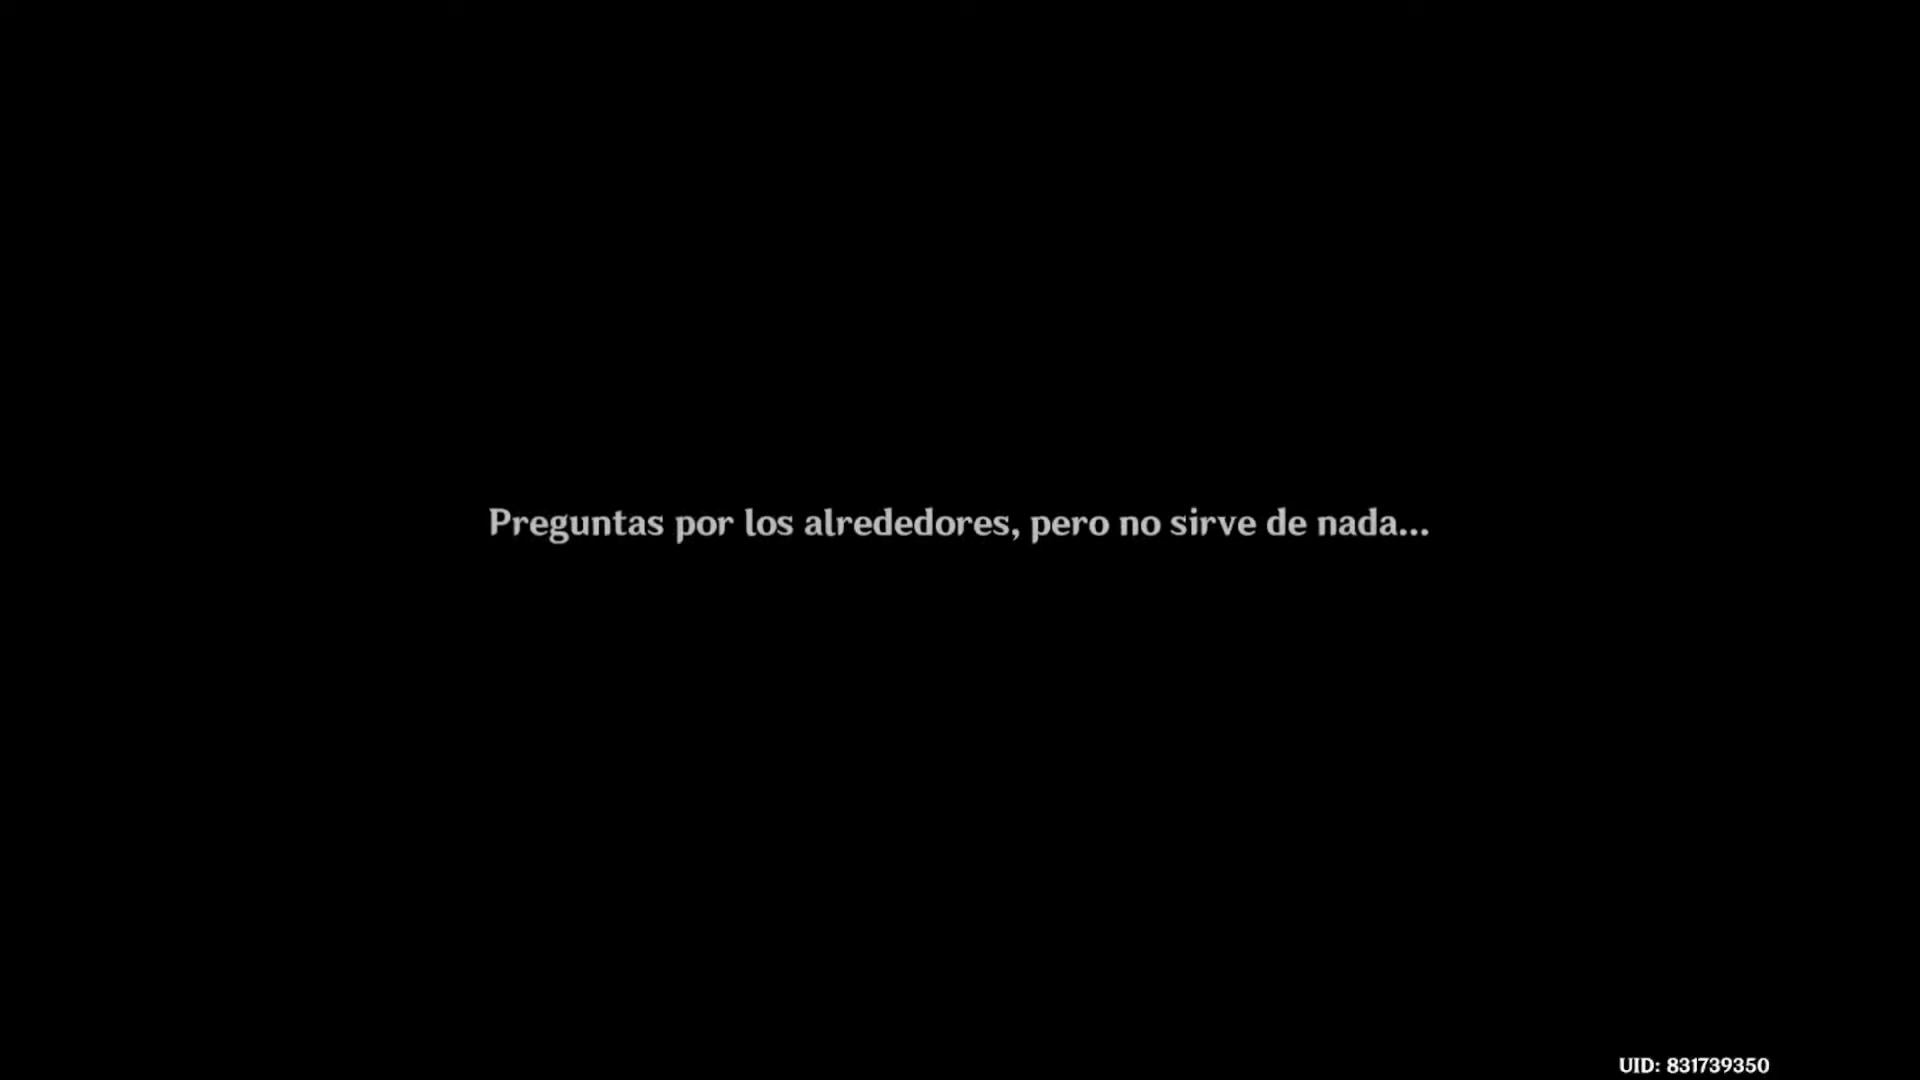 Preguntas por los alrededores, pero no sirve de nada...
UID: 831739350